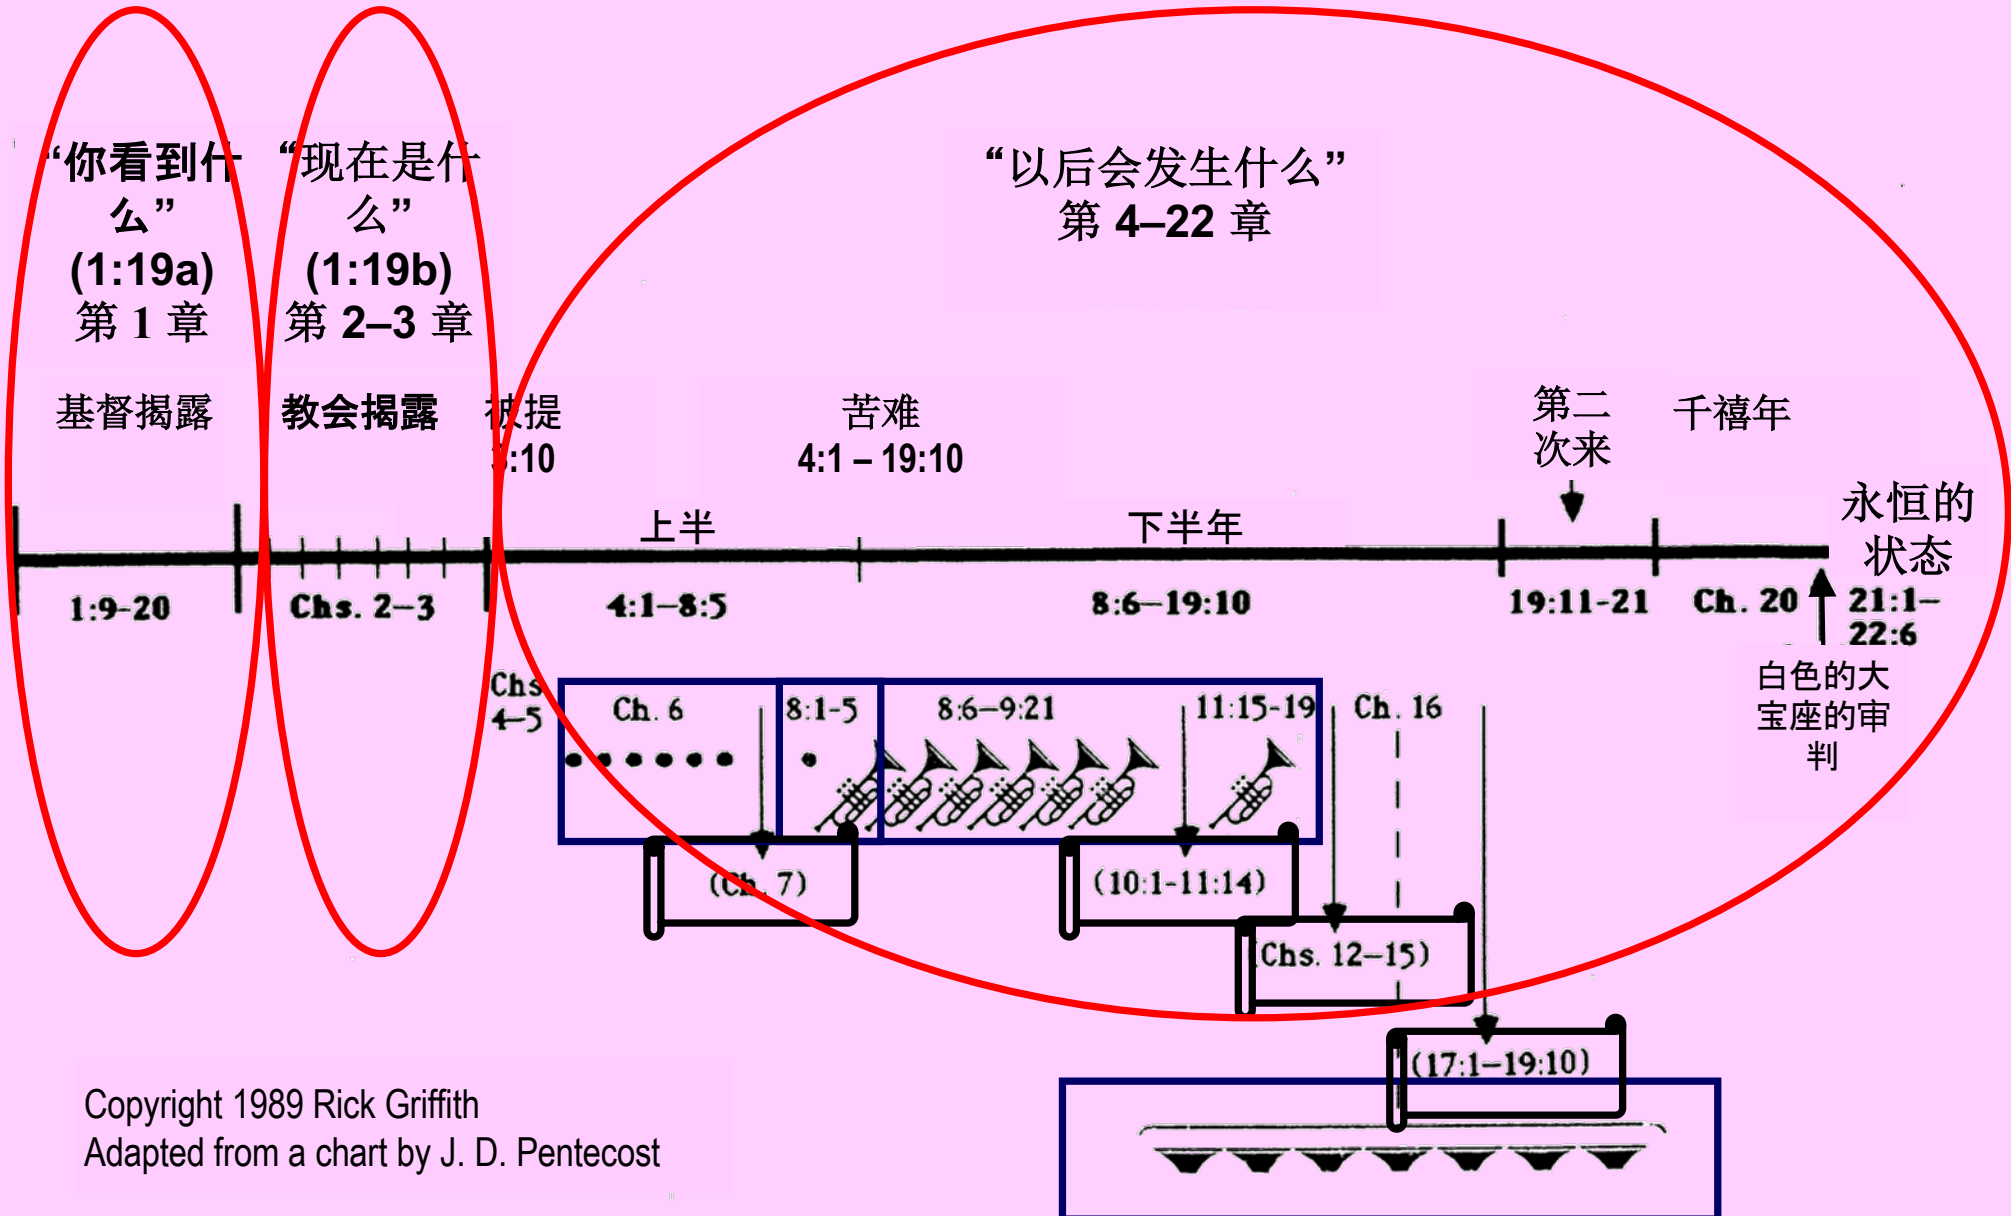 “你看到什
么”
(1:19a)
第 1 章
“现在是什
么”
(1:19b)
第 2–3 章
“以后会发生什么”
第 4–22 章
基督揭露
教会揭露
被提
3:10
苦难
4:1 – 19:10
第二
次来
千禧年
永恒的
状态
上半
下半年
1:9-20
Chs. 2–3
4:1–8:5
8:6–19:10
19:11-21
Ch. 20
21:1–
22:6
白色的大
宝座的审
判
Chs
4–5
Ch. 6
8:1-5
8:6–9:21
11:15-19
Ch. 16
(Ch. 7)
(10:1-11:14)
(Chs. 12–15)
(17:1–19:10)
Copyright 1989 Rick Griffith
Adapted from a chart by J. D. Pentecost